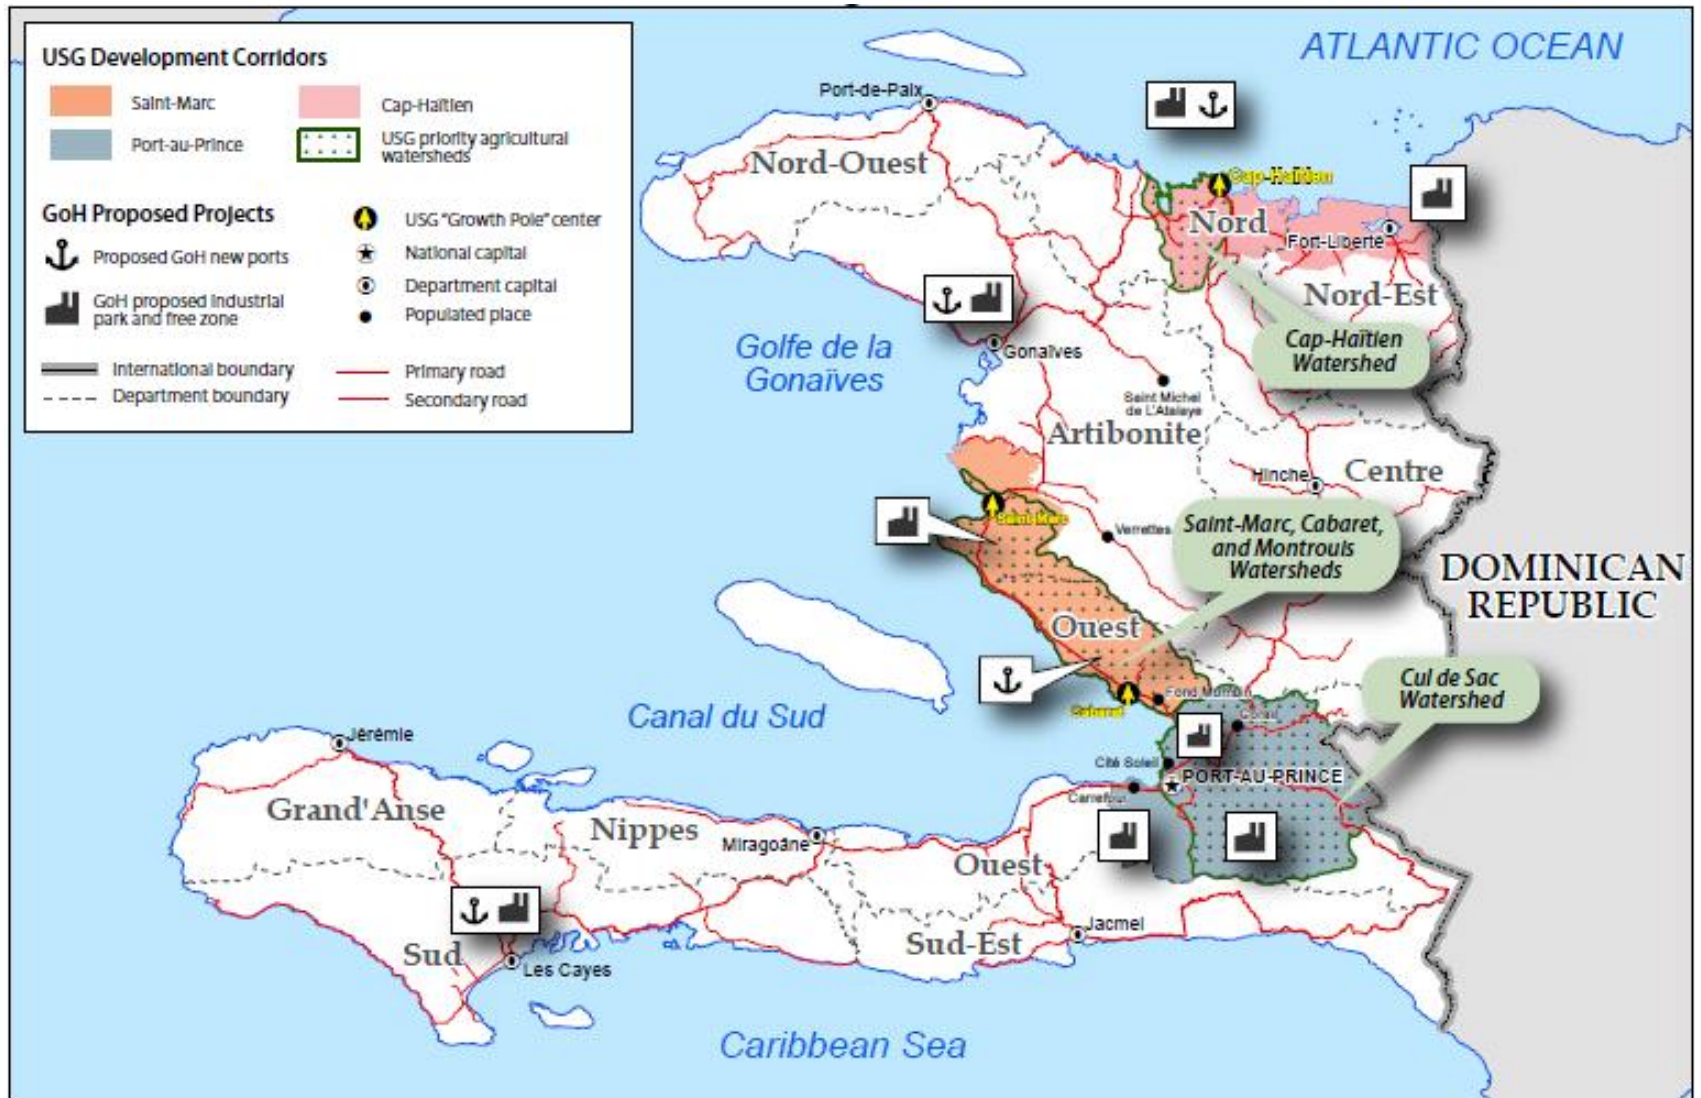 USG Development Corridors
Saint-Marc
Cap-Haïtien
Port-au-Prince
USG priority agricultural
watersheds
GoH Proposed Projects
USG "Growth Pole" center
Proposed GoH new ports
National capital
GoH proposed industrial
park and free zone
Department capital
Populated place
International boundary
Primary road
Department boundary
Secondary road
ATLANTIC OCEAN
Port-de-Paix
Nord-Ouest
Cap-Haïtien
Nord
Fort-Liberté
Nord-Est
Cap-Haïtien
Watershed
Golfe de la
Gonaïves
Gonaïves
Saint Michel
de L'Atalaye
Artibonite
Hinche
Centre
Saint-Marc
Verrettes
Saint-Marc, Cabaret,
and Montrouis
Watersheds
DOMINICAN
REPUBLIC
Ouest
Cul de Sac
Watershed
Fond Mombin
Cabaret
Canal du Sud
Cité Soleil
PORT-AU-PRINCE
Carrefour
Jérémie
Grand'Anse
Nippes
Miragoâne
Ouest
Sud
Les Cayes
Sud-Est
Jacmel
Caribbean Sea